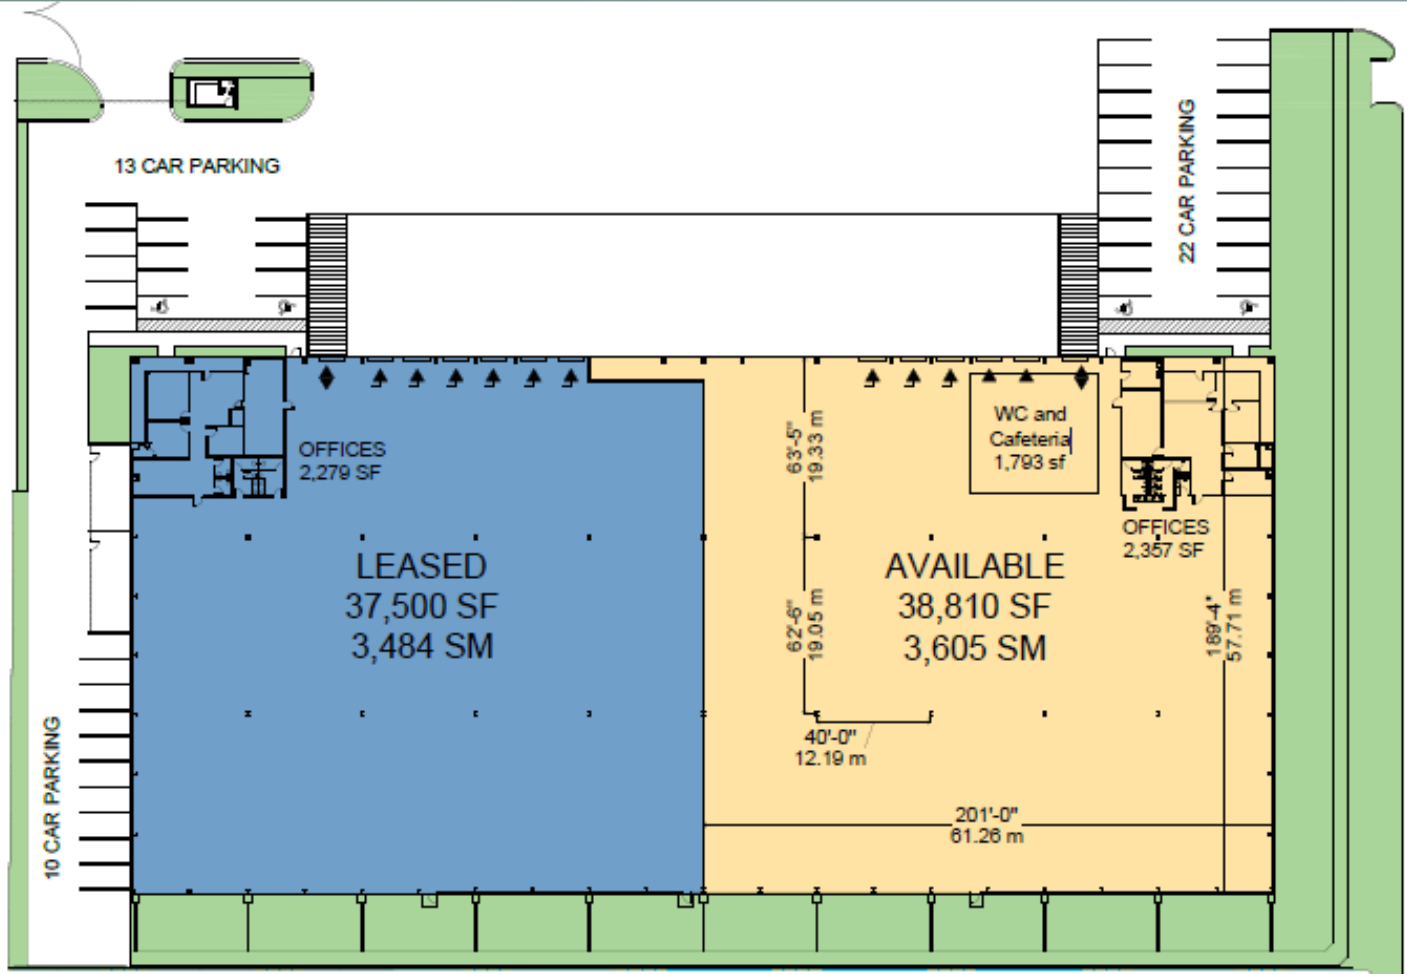 13 CAR PARKING
22 CAR PARKING
OFFICES
2,279 SF
WC and
Cafeteria
1,793 sf
63'-5"
19.33 m
OFFICES
2,357 SF
LEASED
37,500 SF
3,484 SM
AVAILABLE
38,810 SF
3,605 SM
62'-6"
19.05 m
189'-4"
57.71 m
40'-0"
12.19 m
10 CAR PARKING
201'-0"
61.26 m